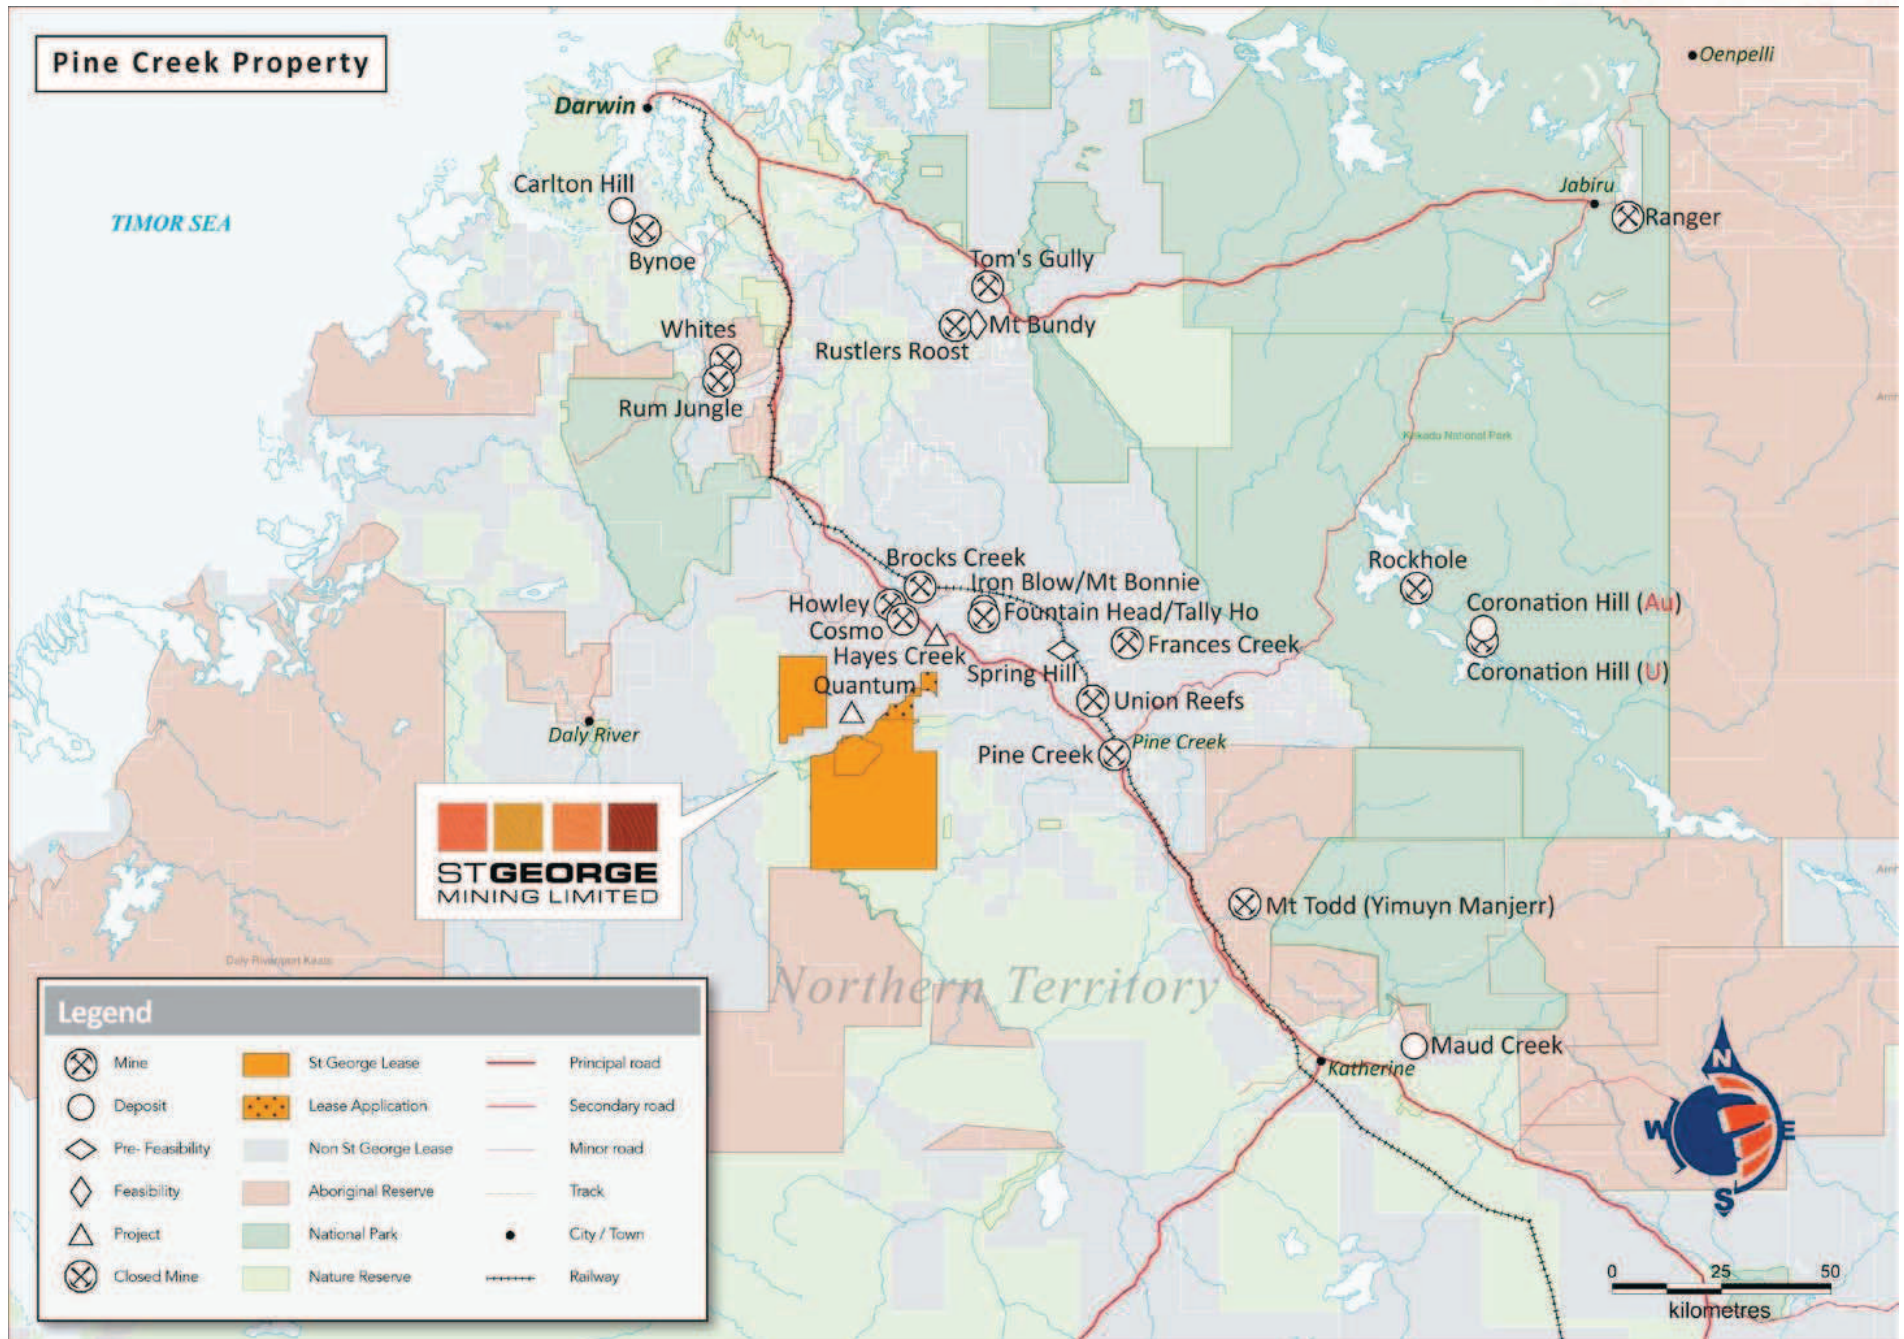 Pine Creek Property
Oenpelli
Darwin
Carlton Hill
Jabiru
TIMOR SEA
Ranger
Bynoe
Tom's Gully
Whites
Mt Bundy
Rustlers Roost
Rum Jungle
Kakadu National Park
Brocks Creek
Rockhole
Iron Blow/Mt Bonnie
Howley
Fountain Head/Tally Ho
Coronation Hill (Au)
Cosmo
Frances Creek
Hayes Creek
Spring Hill
Coronation Hill (U)
Quantum
Union Reefs
Daly River
Pine Creek
Pine Creek
STGEORGE
MINING LIMITED
Mt Todd (Yimuyn Manjerr)
Northern Territory
Maud Creek
Katherine
Legend
Mine
St George Lease
Principal road
Deposit
Lease Application
Secondary road
Pre- Feasibility
Non St George Lease
Minor road
Feasibility
Aboriginal Reserve
Track
Project
National Park
City / Town
Closed Mine
Nature Reserve
Railway
N
W
E
S
0 25 50
kilometres